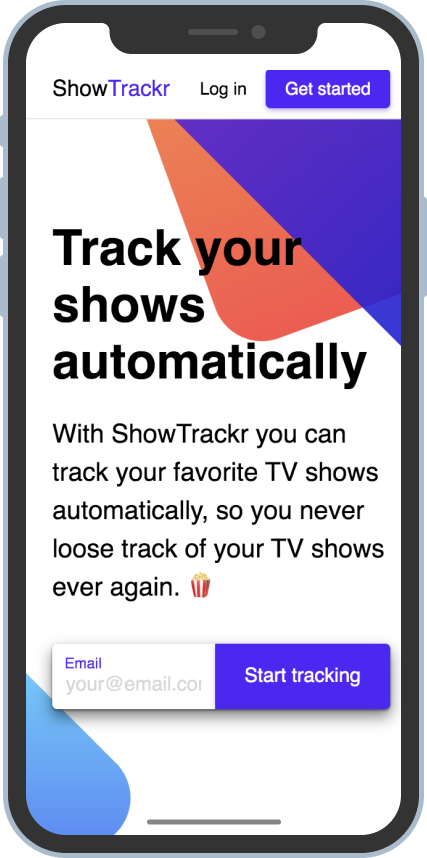 ShowTrackr Log in Get started
Track your
shows
automatically
With ShowTrackr you can
track your favorite TV shows
automatically, so you never
loose track of your TV shows
ever again. 🍿
Email
your@email.co
Start tracking